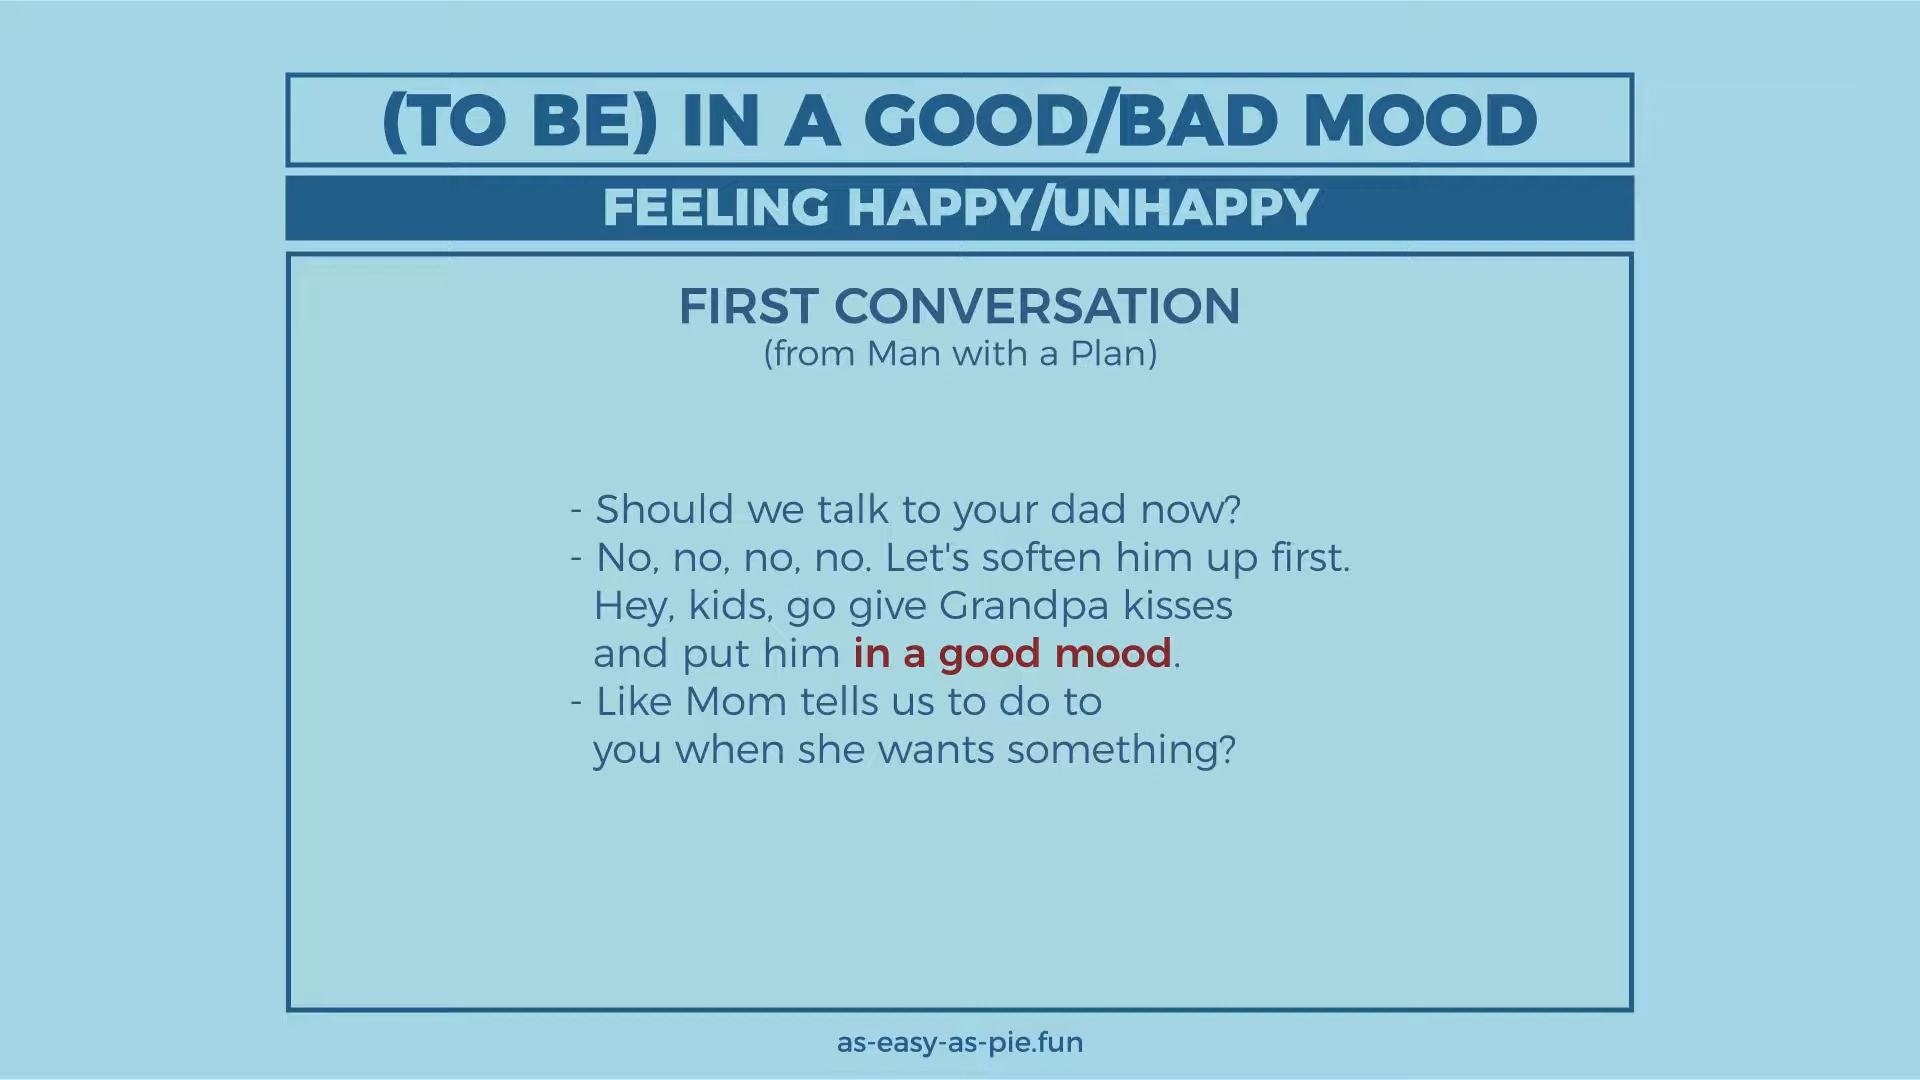 (TO BE) IN A GOOD/BAD MOOD
FEELING HAPPY/UNHAPPY
FIRST CONVERSATION
(from Man with a Plan)
- Should we talk to your dad now?
- No, no, no, no. Let's soften him up first.
Hey, kids, go give Grandpa kisses
and put him in a good mood.
- Like Mom tells us to do to
you when she wants something?
as-easy-as-pie.fun